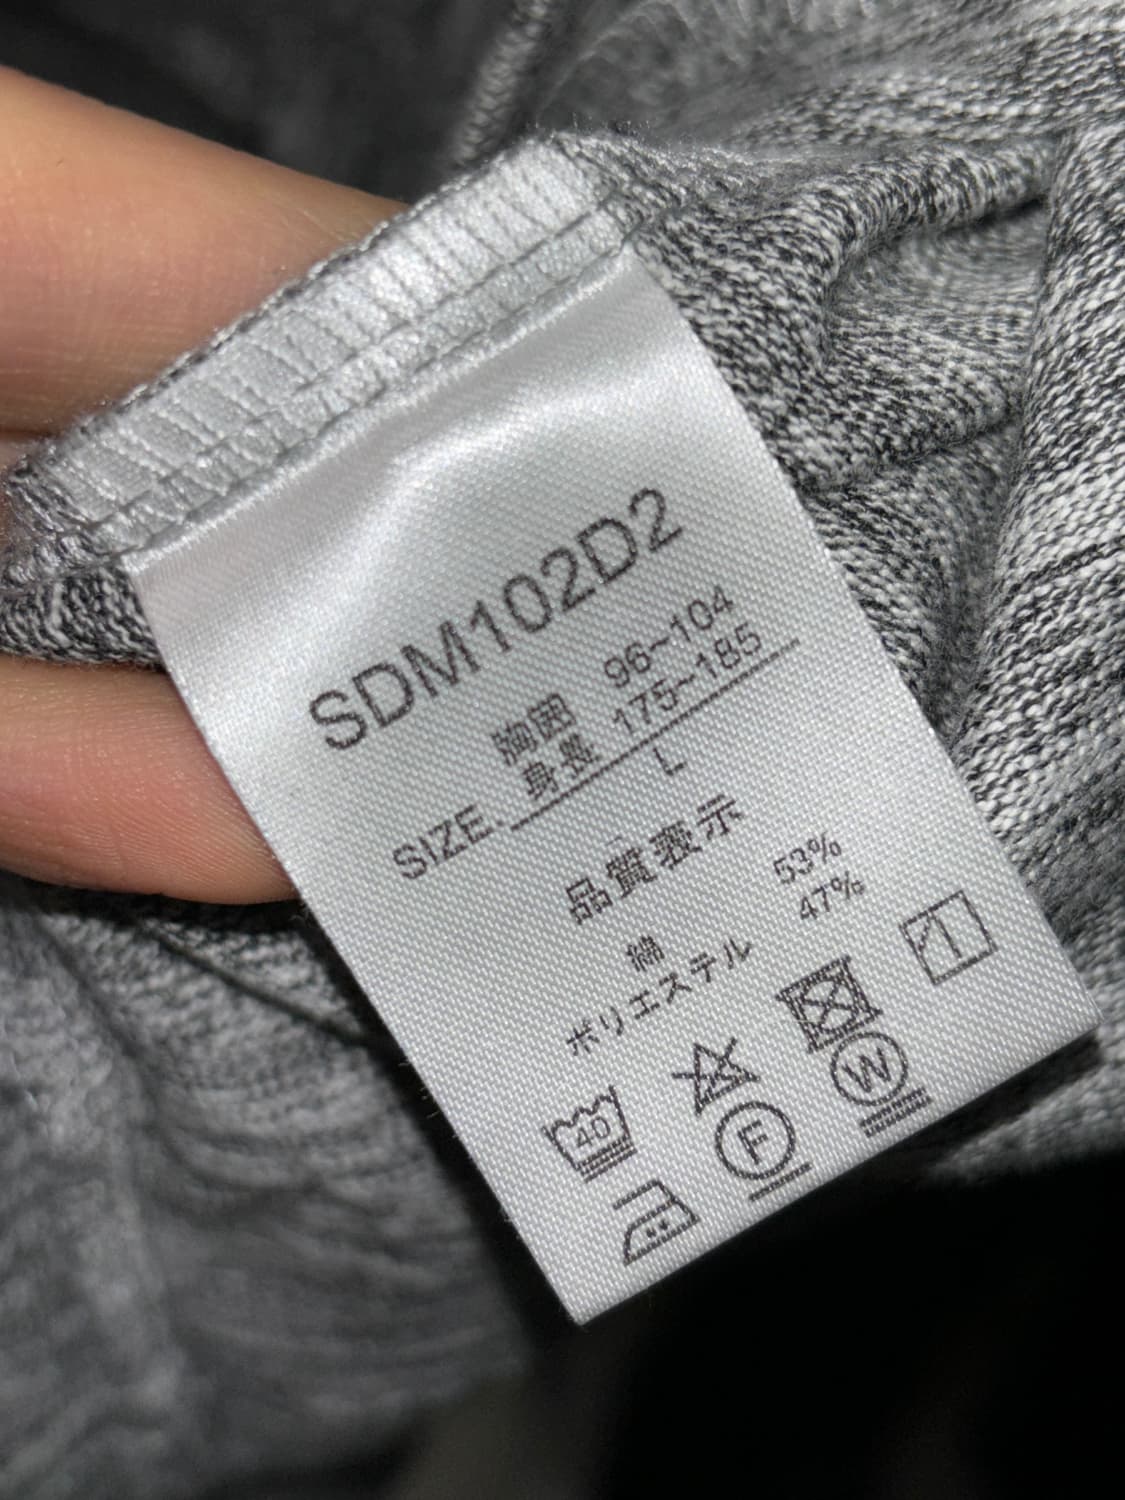 SDM102D2
胸囲 96~104
身長 175~185
SIZE. L
品質表示
綿 53%
ポリエステル 47%
40
F
W